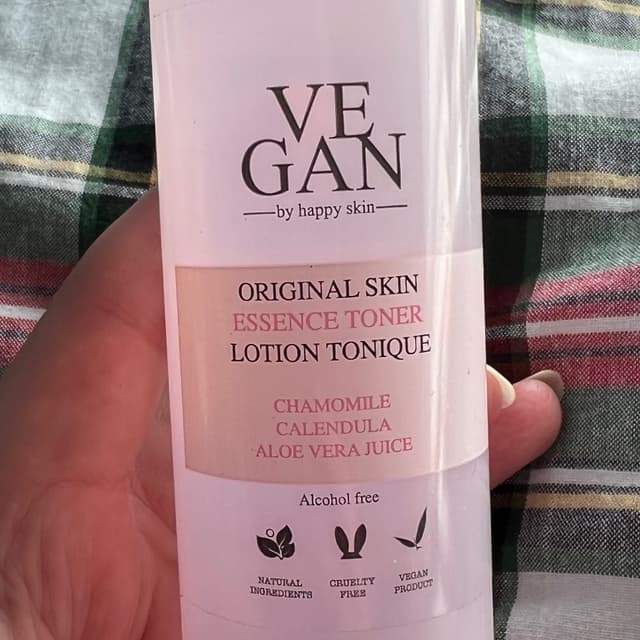 VE
GAN
by happy skin
ORIGINAL SKIN
ESSENCE TONER
LOTION TONIQUE
CHAMOMILE
CALENDULA
ALOE VERA JUICE
Alcohol free
NATURAL
INGREDIENTS
CRUELTY
FREE
VEGAN
PRODUCT